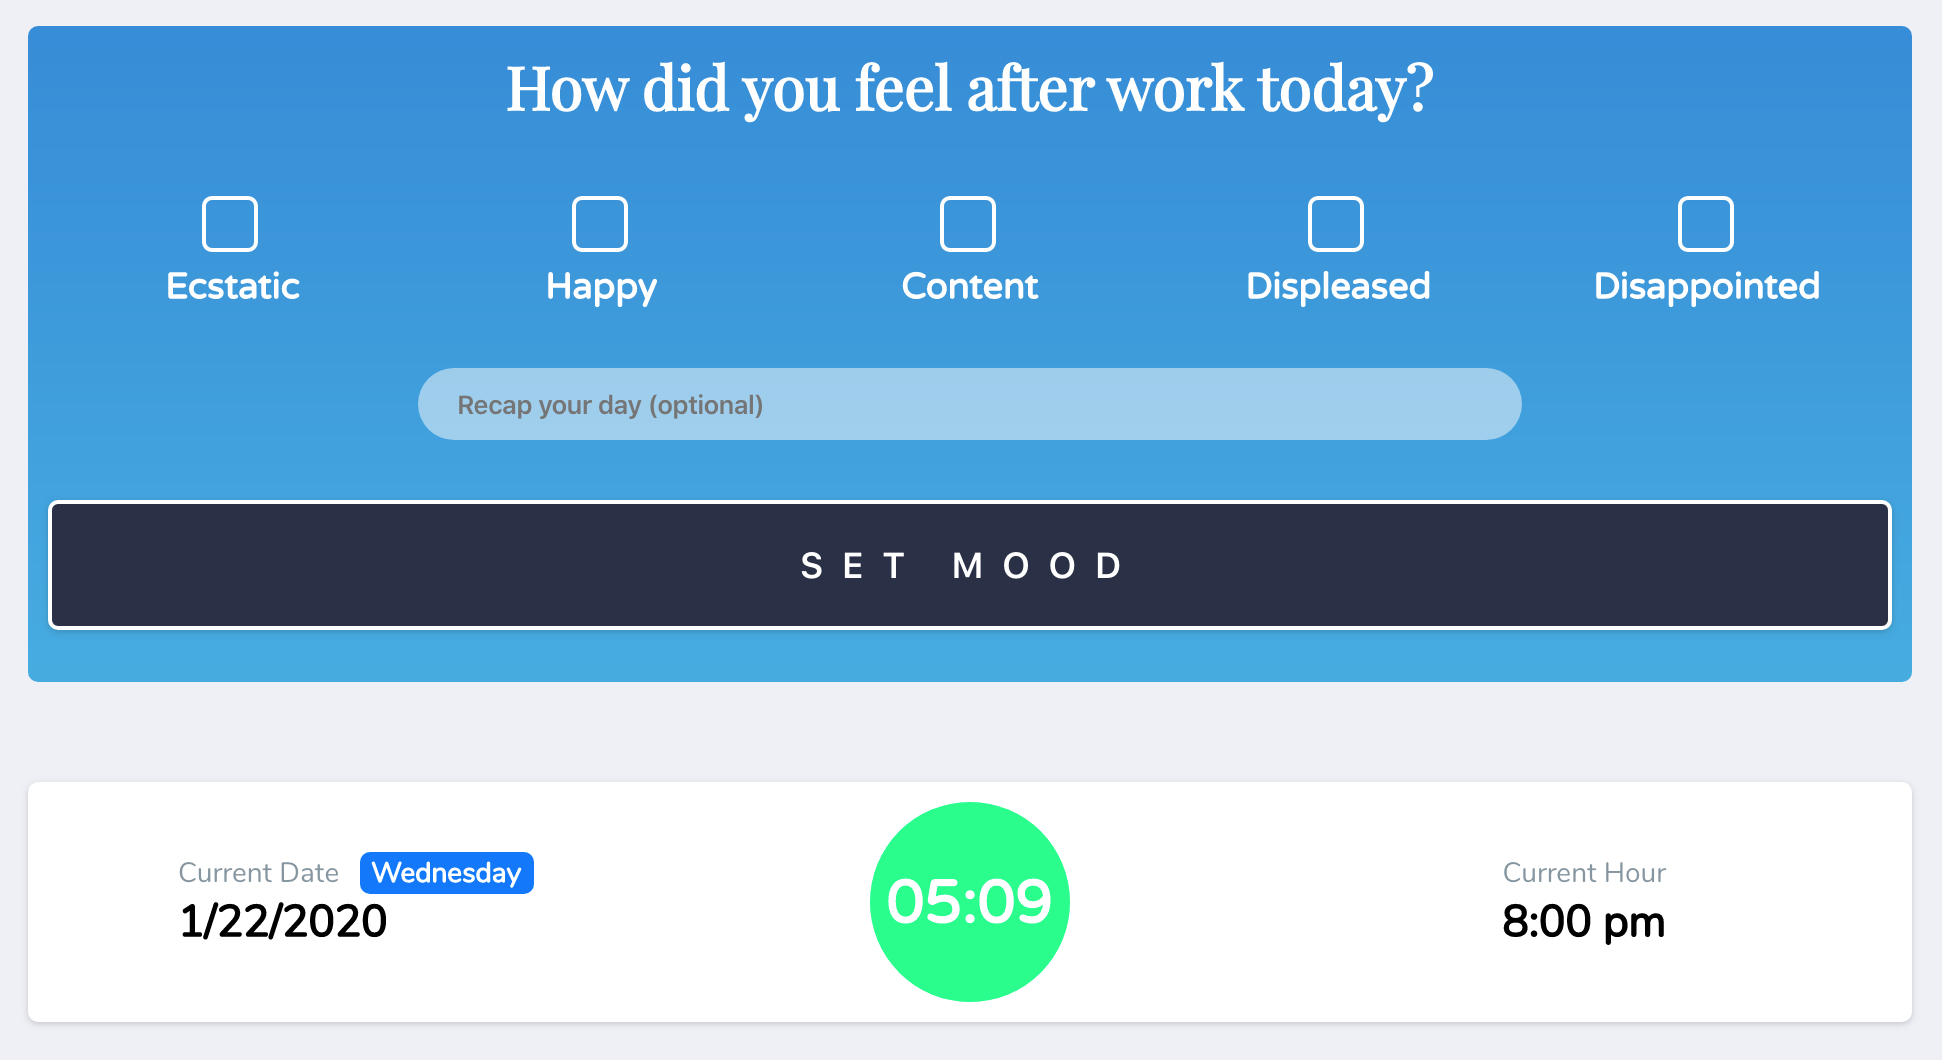 How did you feel after work today?
Ecstatic Happy Content Displeased Disappointed
Recap your day (optional)
SET MOOD
Current Date Wednesday
1/22/2020
05:09
Current Hour
8:00 pm